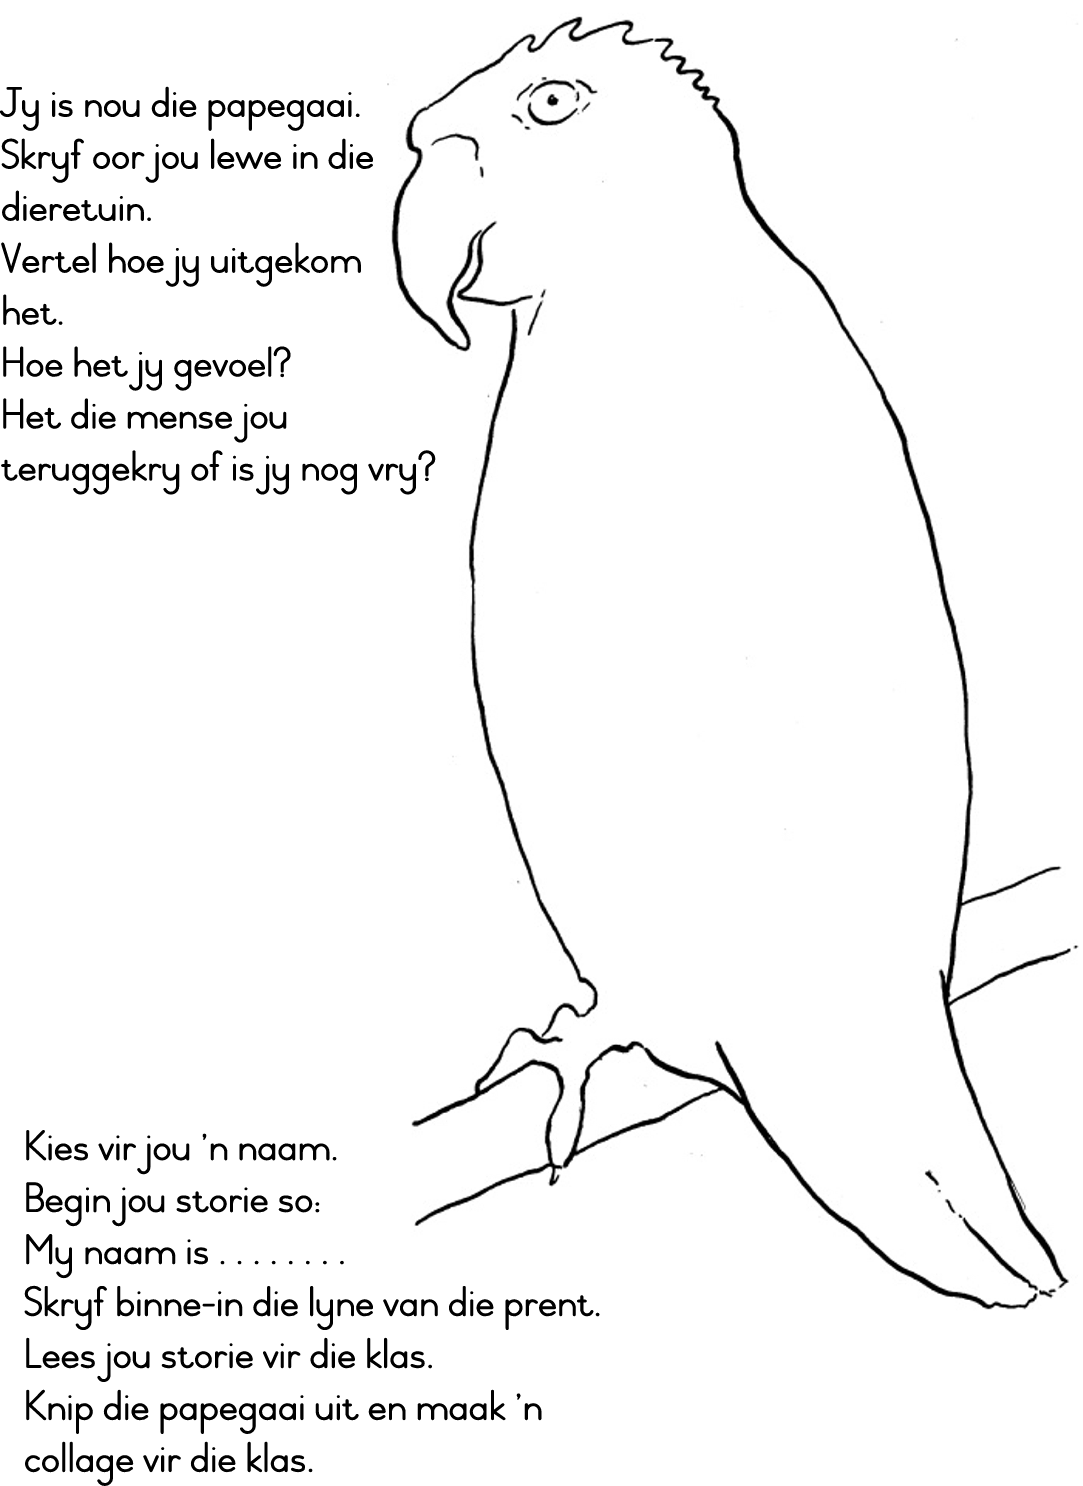 Jy is nou die papegaai.
Skryf oor jou lewe in die
dieretuin.
Vertel hoe jy uitgekom
het.
Hoe het jy gevoel?
Het die mense jou
teruggekry of is jy nog vry?
Kies vir jou 'n naam.
Begin jou storie so:
My naam is . . . . . . . .
Skryf binne-in die lyne van die prent.
Lees jou storie vir die klas.
Knip die papegaai uit en maak 'n
collage vir die klas.